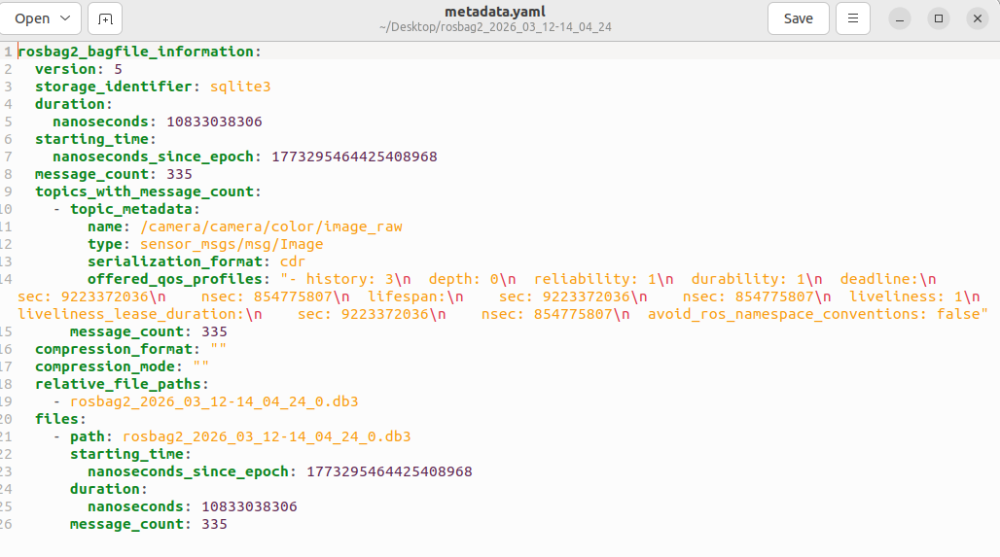 Open
metadata.yaml
~/Desktop/rosbag2_2026_03_12-14_04_24
Save
1 rosbag2_bagfile_information:
2   version: 5
3   storage_identifier: sqlite3
4   duration:
5     nanoseconds: 10833038306
6   starting_time:
7     nanoseconds_since_epoch: 1773295464425408968
8   message_count: 335
9   topics_with_message_count:
10     - topic_metadata:
11         name: /camera/camera/color/image_raw
12         type: sensor_msgs/msg/Image
13         serialization_format: cdr
14         offered_qos_profiles: "- history: 3\n  depth: 0\n  reliability: 1\n  durability: 1\n  deadline:\n
sec: 9223372036\n    nsec: 854775807\n  lifespan:\n    sec: 9223372036\n    nsec: 854775807\n  liveliness: 1\n
liveliness_lease_duration:\n    sec: 9223372036\n    nsec: 854775807\n  avoid_ros_namespace_conventions: false"
15       message_count: 335
16   compression_format: ""
17   compression_mode: ""
18   relative_file_paths:
19     - rosbag2_2026_03_12-14_04_24_0.db3
20   files:
21     - path: rosbag2_2026_03_12-14_04_24_0.db3
22       starting_time:
23         nanoseconds_since_epoch: 1773295464425408968
24       duration:
25         nanoseconds: 10833038306
26       message_count: 335